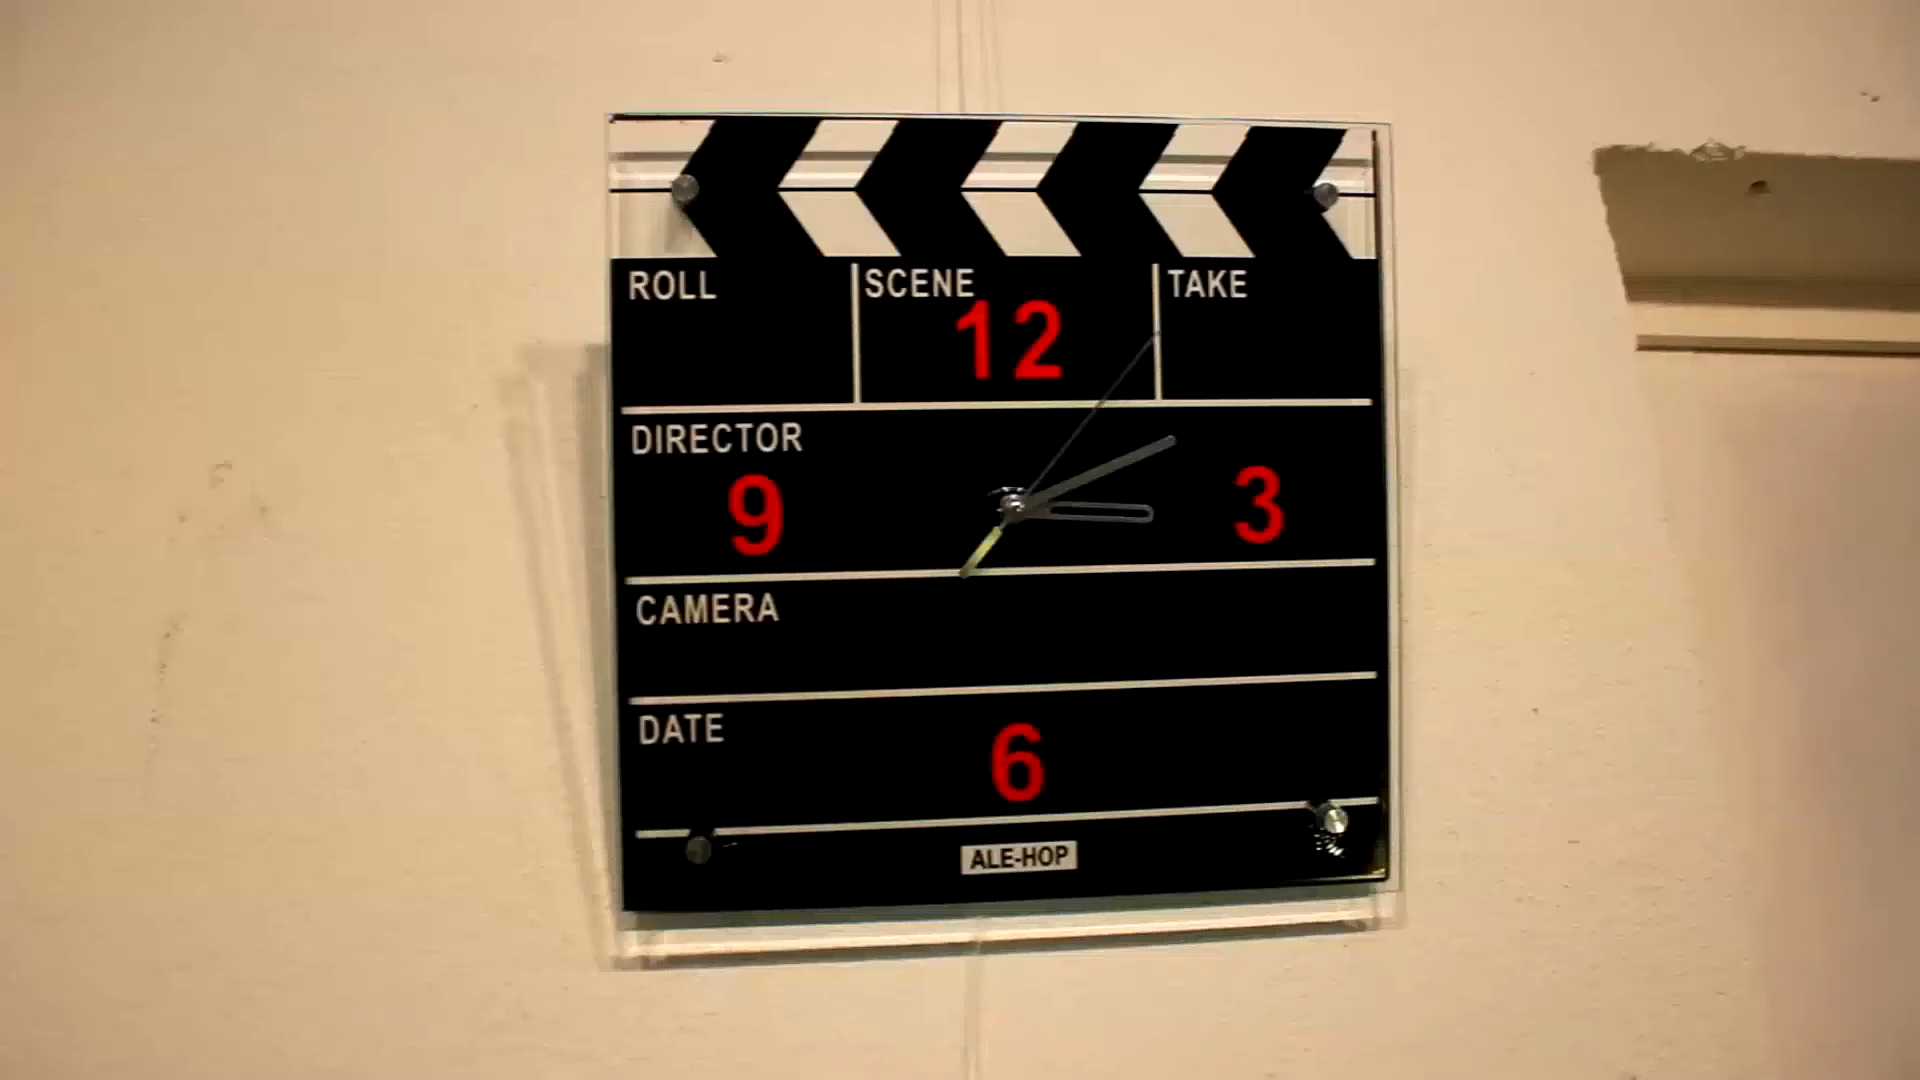 ROLL SCENE TAKE
12
DIRECTOR
9 3
CAMERA
DATE
6
ALE-HOP